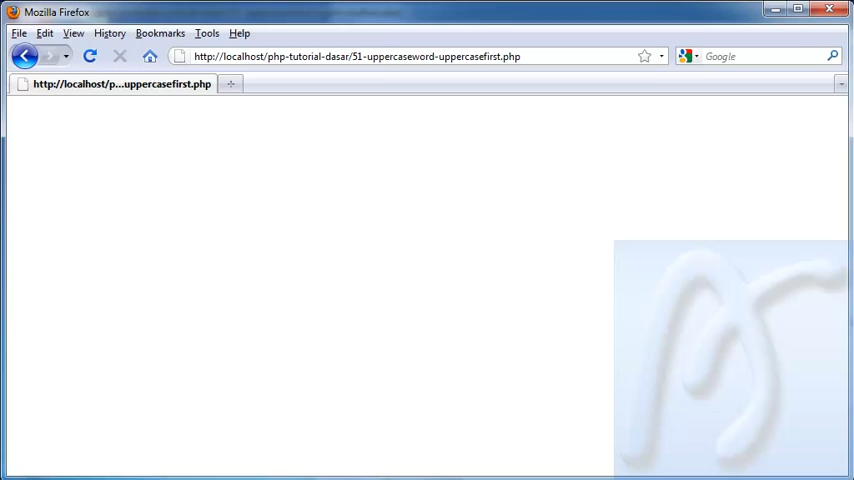 Mozilla Firefox
File Edit View History Bookmarks Tools Help
http://localhost/php-tutorial-dasar/51-uppercaseword-uppercasefirst.php
Google
http://localhost/p...uppercasefirst.php